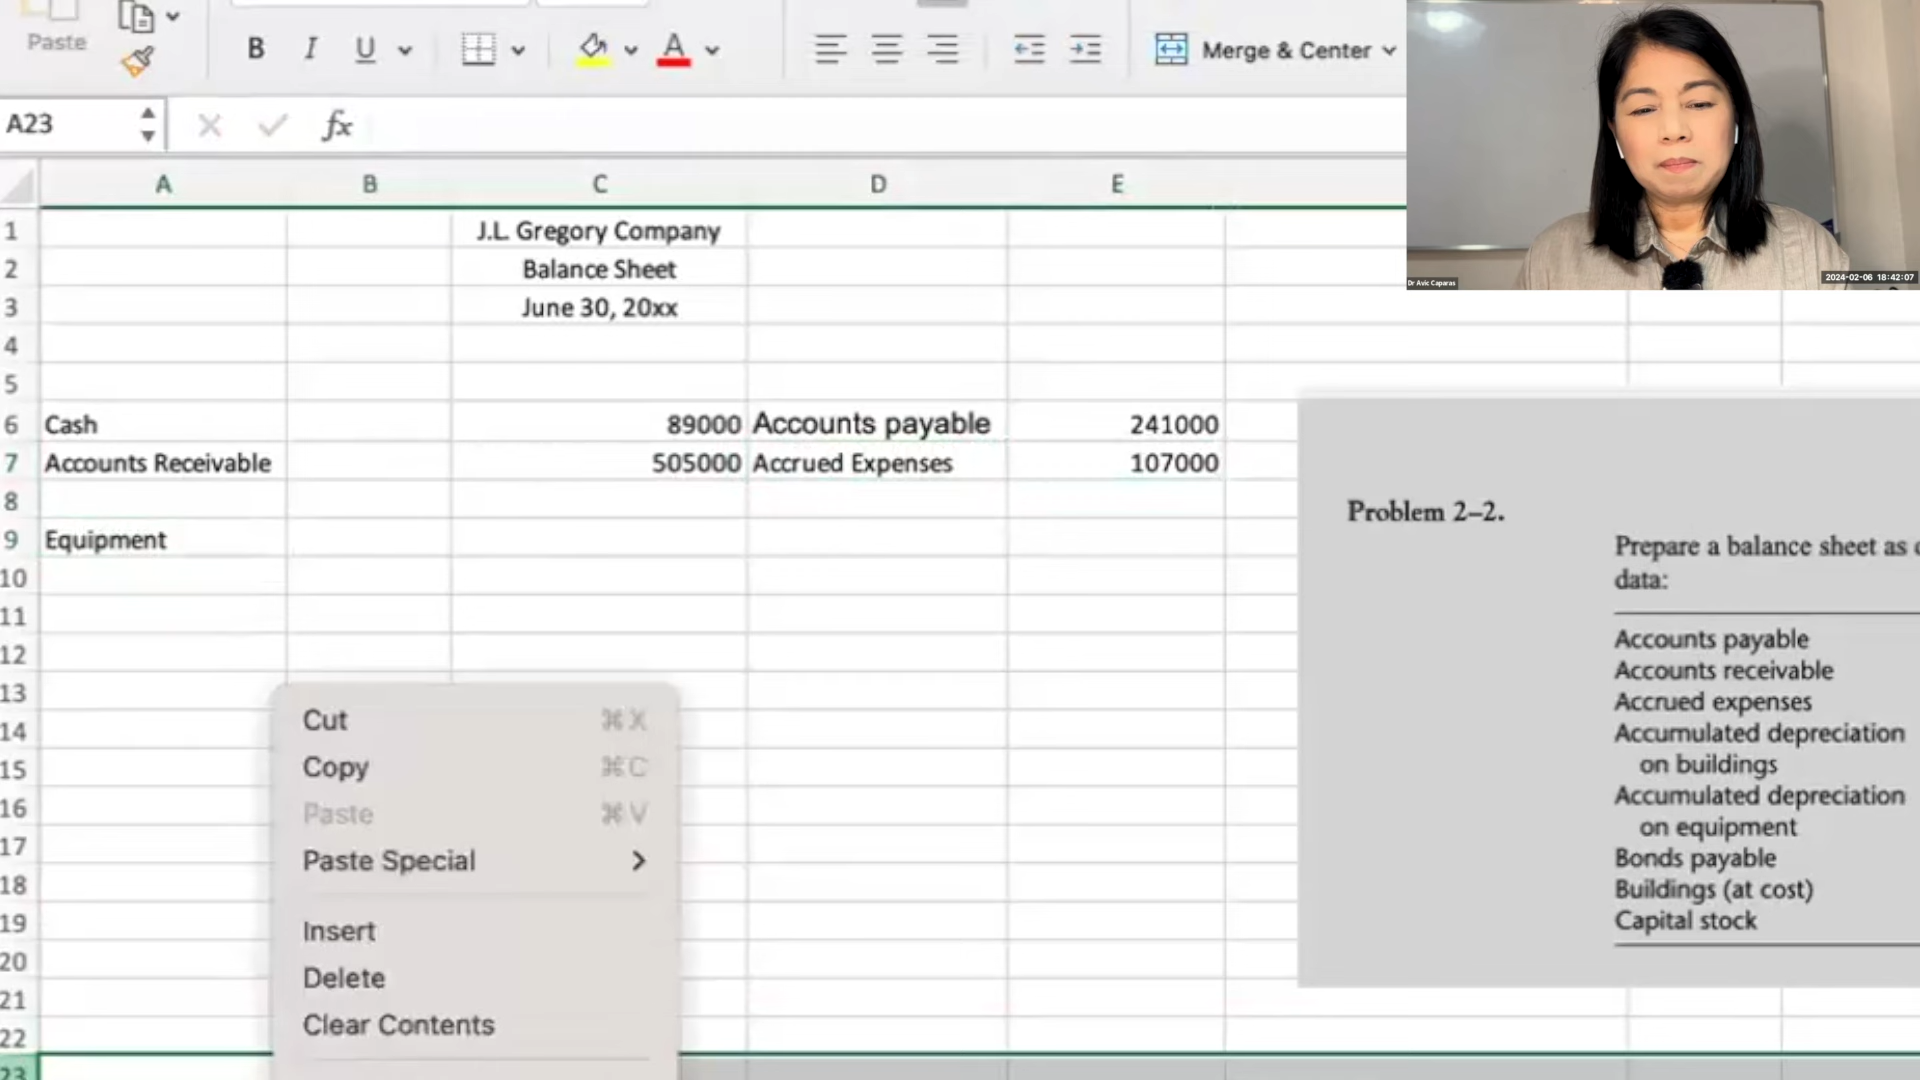 Paste
B I U A Merge & Center
A23 fx
A B C D E
1 J.L. Gregory Company
2 Balance Sheet
3 June 30, 20xx
4
5
6 Cash 89000 Accounts payable 241000
7 Accounts Receivable 505000 Accrued Expenses 107000
8
9 Equipment
10
11
12
13
14
15
16
17
18
19
20
21
22
23
Cut ⌘X
Copy ⌘C
Paste ⌘V
Paste Special
Insert
Delete
Clear Contents
Problem 2–2.
Prepare a balance sheet as
data:
Accounts payable
Accounts receivable
Accrued expenses
Accumulated depreciation
on buildings
Accumulated depreciation
on equipment
Bonds payable
Buildings (at cost)
Capital stock
Dr Avic Caparas
2024-02-06 18:42:07